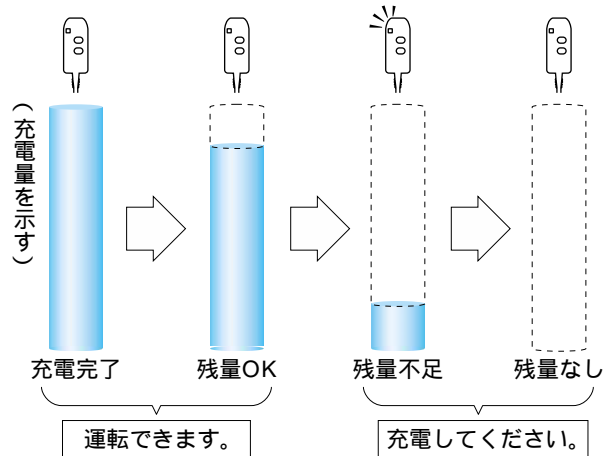 (充電量を示す)
充電完了
残量OK
残量不足
残量なし
運転できます。
充電してください。